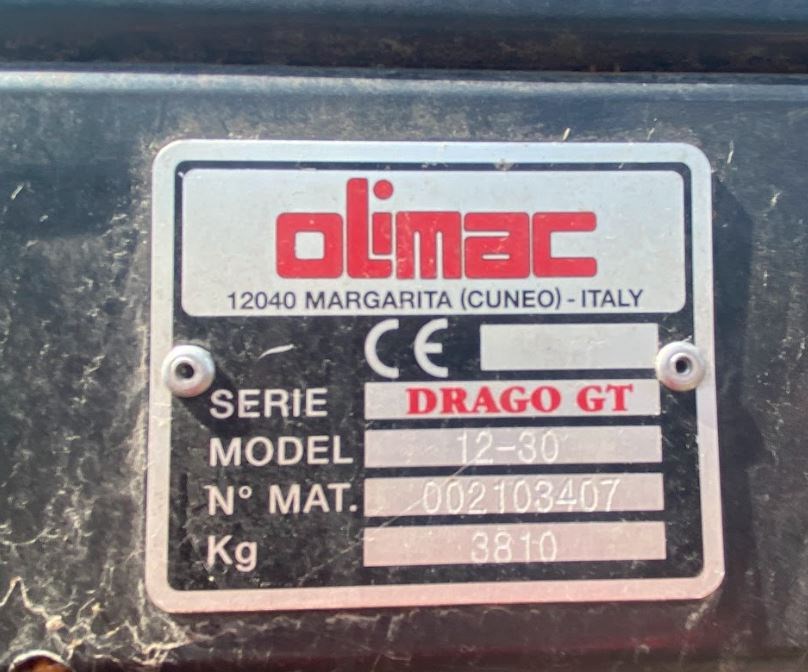 olimac
12040 MARGARITA (CUNEO) - ITALY
CE
SERIE DRAGO GT
MODEL 12-30
N° MAT. 002103407
Kg 3810